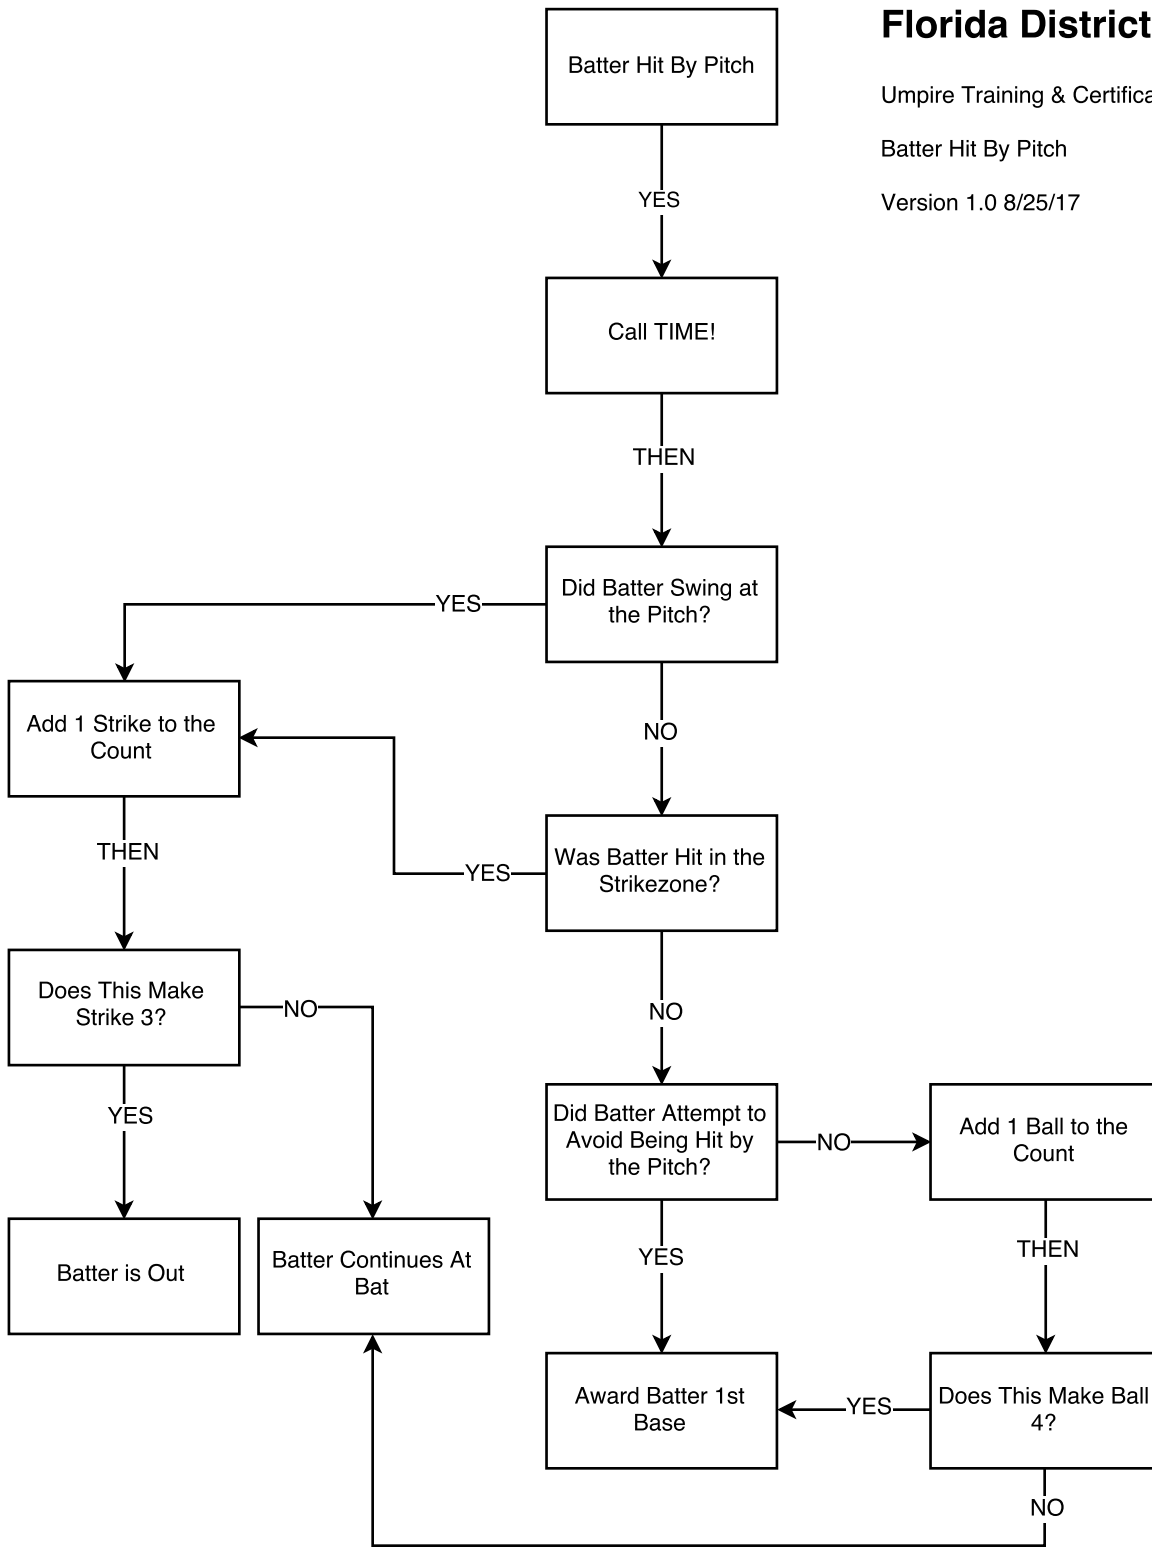 Florida District
Batter Hit By Pitch
Umpire Training & Certifica
Batter Hit By Pitch
Version 1.0 8/25/17
YES
Call TIME!
THEN
Did Batter Swing at
the Pitch?
YES
NO
Add 1 Strike to the
Count
THEN
Was Batter Hit in the
Strikezone?
YES
NO
Does This Make
Strike 3?
NO
YES
Did Batter Attempt to
Avoid Being Hit by
the Pitch?
NO
Add 1 Ball to the
Count
Batter is Out
Batter Continues At
Bat
YES
THEN
Award Batter 1st
Base
YES
Does This Make Ball
4?
NO